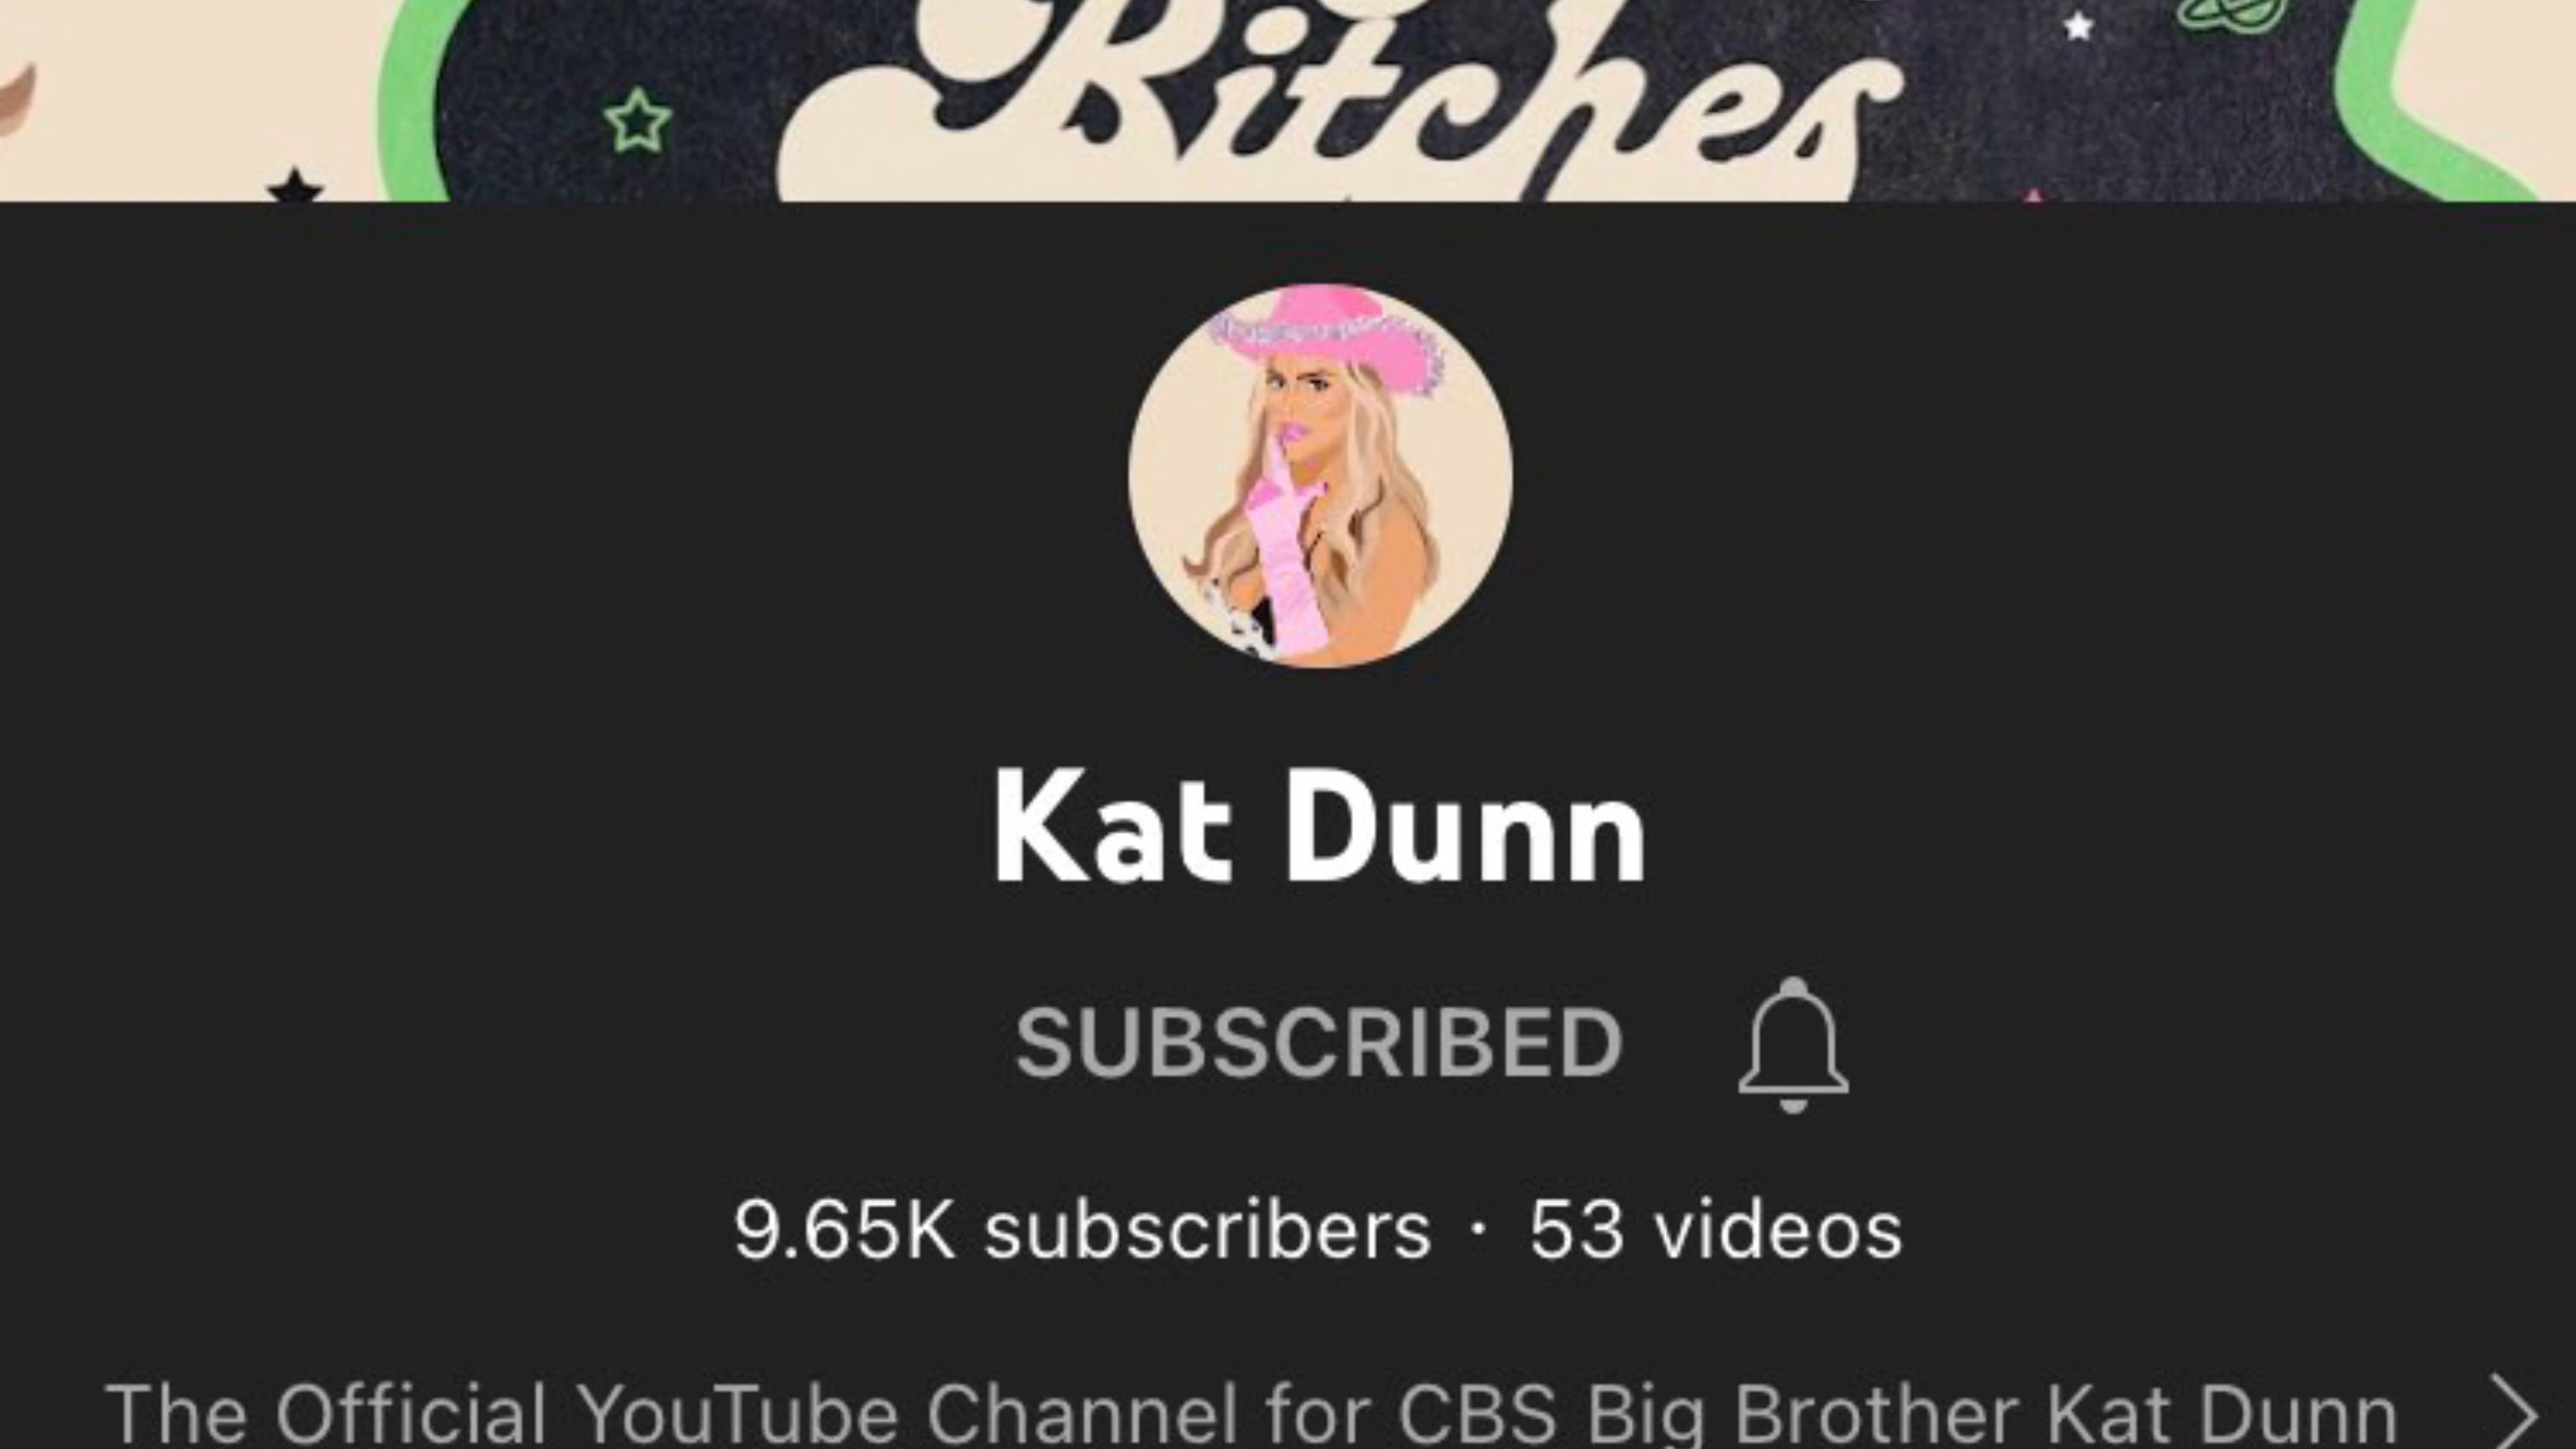 Bitches
Kat Dunn
SUBSCRIBED
9.65K subscribers · 53 videos
The Official YouTube Channel for CBS Big Brother Kat Dunn